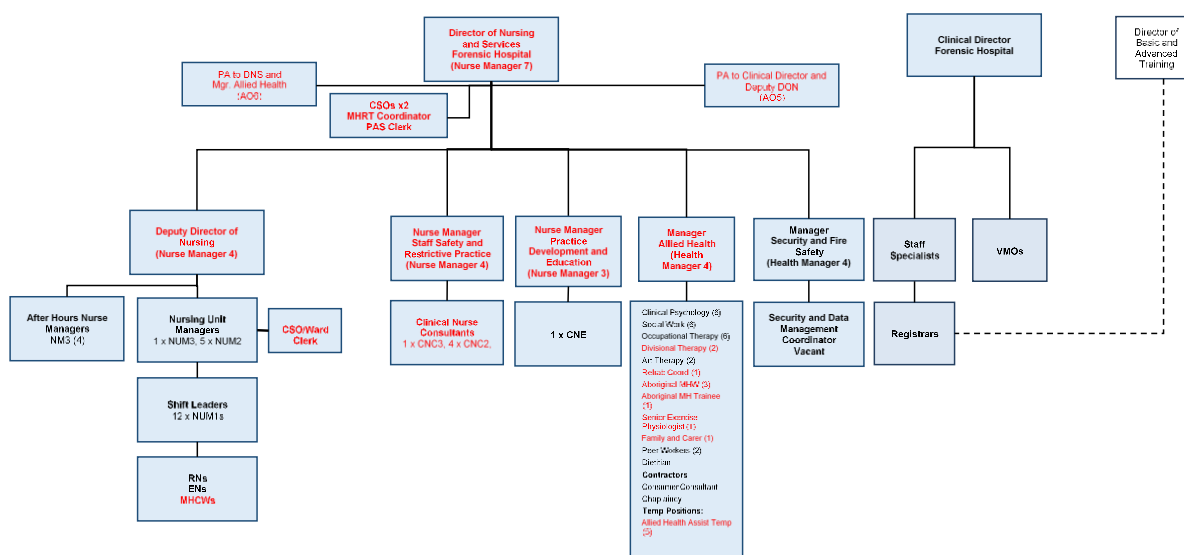 Director of Nursing
and Services
Forensic Hospital
(Nurse Manager 7)
Clinical Director
Forensic Hospital
Director of
Basic and
Advanced
Training
PA to DNS and
Mgr. Allied Health
PA to Clinical Director and
Deputy DON
(AO5)
CSOs x2
MHRT Coordinator
PAS Clerk
Deputy Director of
Nursing
(Nurse Manager 4)
Nurse Manager
Staff Safety and
Restrictive Practice
(Nurse Manager 4)
Nurse Manager
Practice
Development and
Education
(Nurse Manager 3)
Manager
Allied Health
(Health
Manager 4)
Manager
Security and Fire
Safety
(Health Manager 4)
Staff
Specialists
VMOs
After Hours Nurse
Managers
NM3 (4)
Nursing Unit
Managers
1 x NUM3, 5 x NUM2
CSO/Ward
Clerk
Clinical Nurse
Consultants
1 x CNC3, 4 x CNC2,
1 x CNE
Clinical Psychology
Social Work
Occupational Therapy (6)
Divisional Therapy (2)
Art Therapy (2)
Rehab Coord (1)
Aboriginal MHW (3)
Aboriginal MH Trainee
(1)
Senior Exercise
Physiologist (1)
Family and Carer (1)
Peer Workers (2)
Dietitian
Contractors
Consumer Consultant
Chaplaincy
Temp Positions:
Allied Health Assist Temp
Security and Data
Management
Coordinator
Vacant
Registrars
Shift Leaders
12 x NUM1s
RNs
ENs
MHCWs